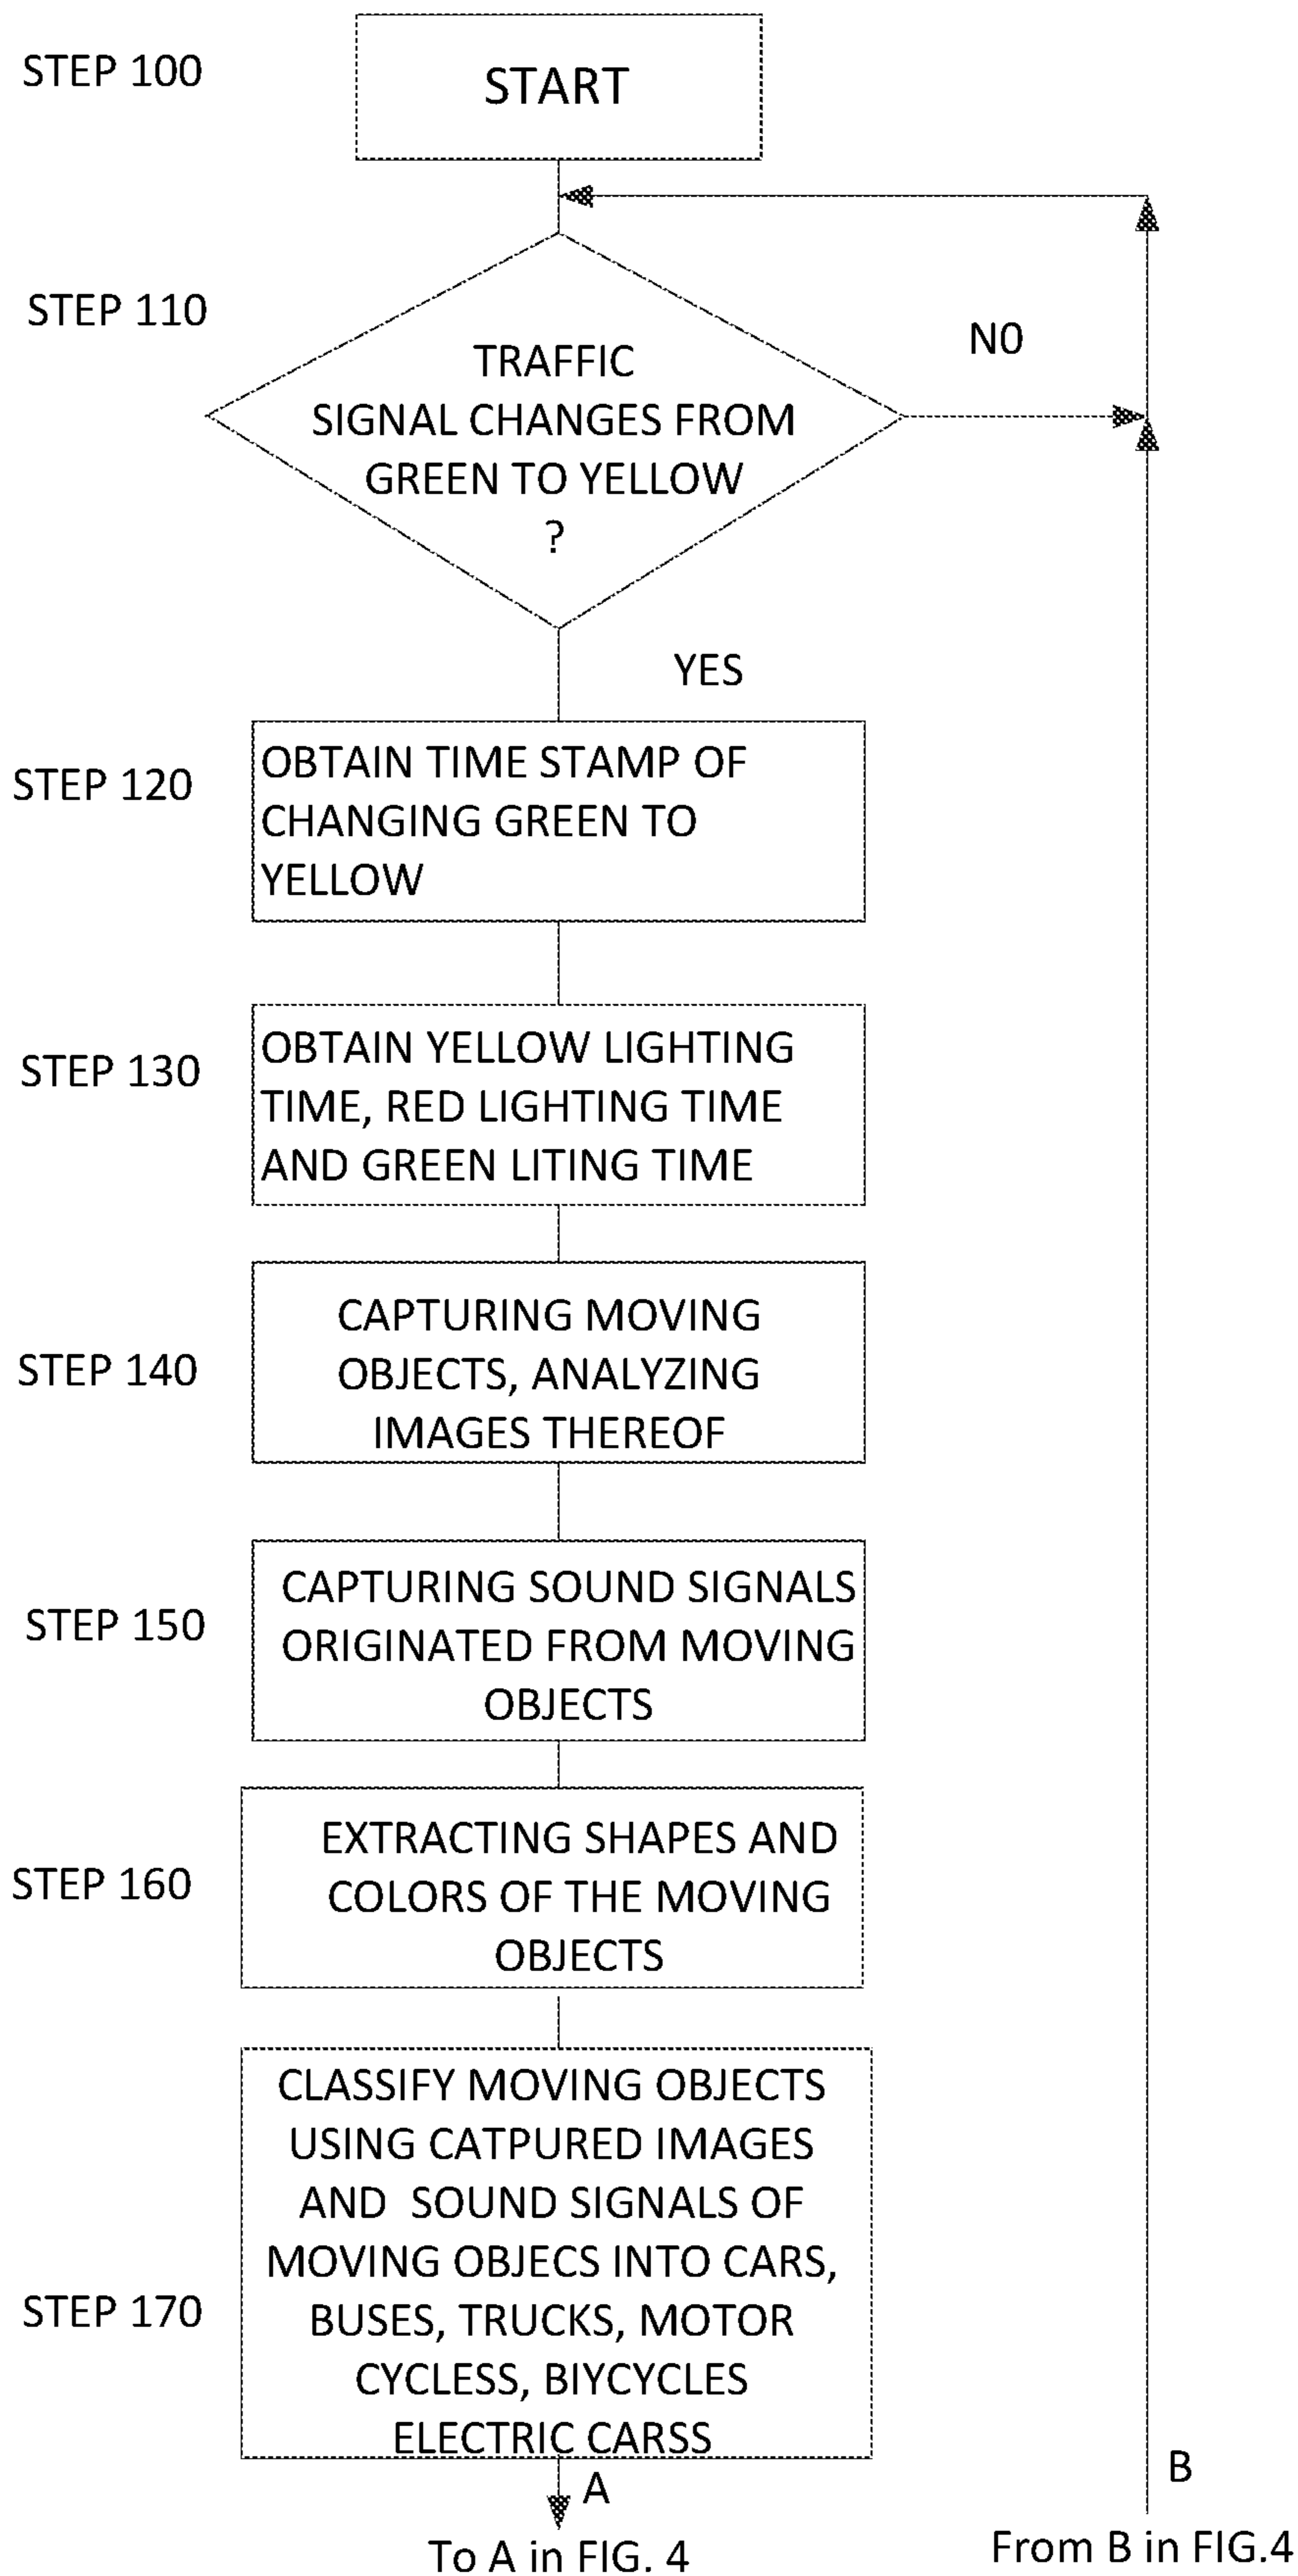 STEP 100
START
STEP 110
TRAFFIC
SIGNAL CHANGES FROM
GREEN TO YELLOW
?
N0
YES
STEP 120
OBTAIN TIME STAMP OF
CHANGING GREEN TO
YELLOW
STEP 130
OBTAIN YELLOW LIGHTING
TIME, RED LIGHTING TIME
AND GREEN LITING TIME
STEP 140
CAPTURING MOVING
OBJECTS, ANALYZING
IMAGES THEREOF
STEP 150
CAPTURING SOUND SIGNALS
ORIGINATED FROM MOVING
OBJECTS
STEP 160
EXTRACTING SHAPES AND
COLORS OF THE MOVING
OBJECTS
STEP 170
CLASSIFY MOVING OBJECTS
USING CATPURED IMAGES
AND SOUND SIGNALS OF
MOVING OBJECS INTO CARS,
BUSES, TRUCKS, MOTOR
CYCLESS, BIYCYCLES
ELECTRIC CARSS
A
To A in FIG. 4
B
From B in FIG.4